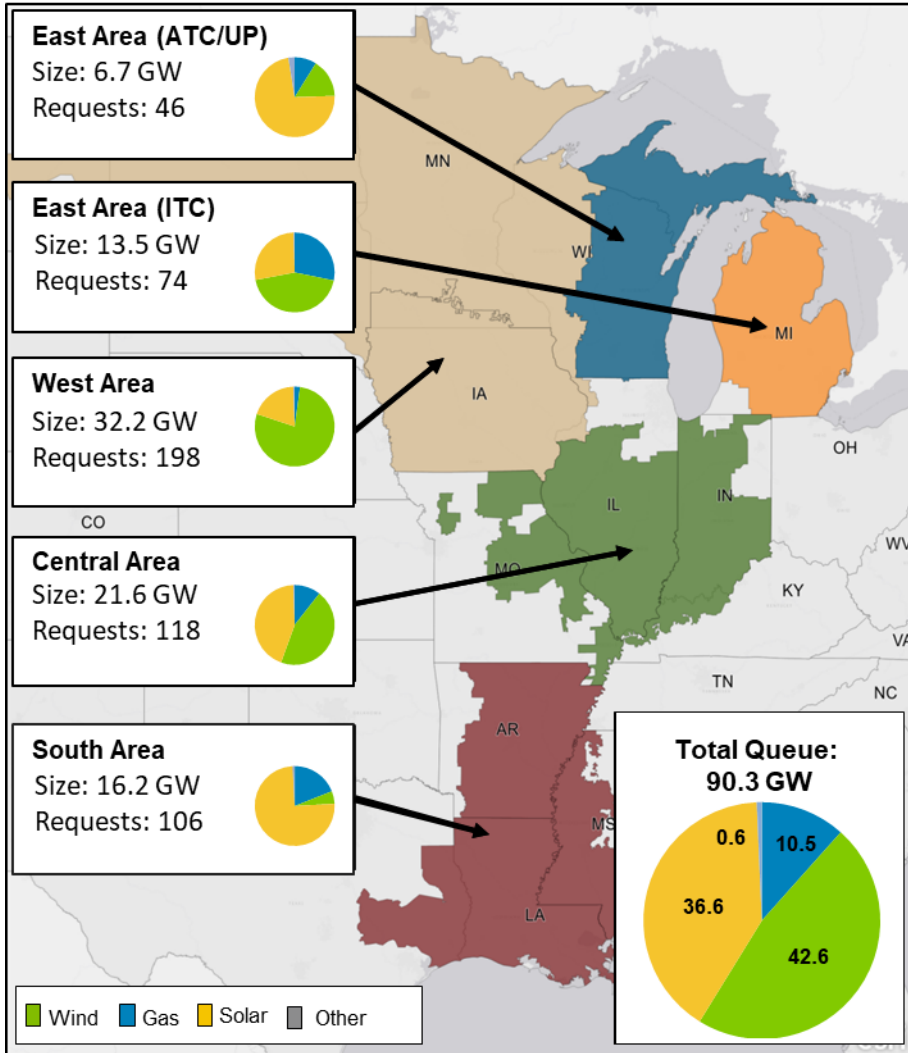 East Area (ATC/UP)
Size: 6.7 GW
Requests: 46
East Area (ITC)
Size: 13.5 GW
Requests: 74
West Area
Size: 32.2 GW
Requests: 198
Central Area
Size: 21.6 GW
Requests: 118
South Area
Size: 16.2 GW
Requests: 106
MN
MI
IA
OH
CO
IL
IN
MO
WV
KY
VA
TN
NC
AR
MS
LA
Total Queue:
90.3 GW
0.6
10.5
36.6
42.6
Wind Gas Solar Other